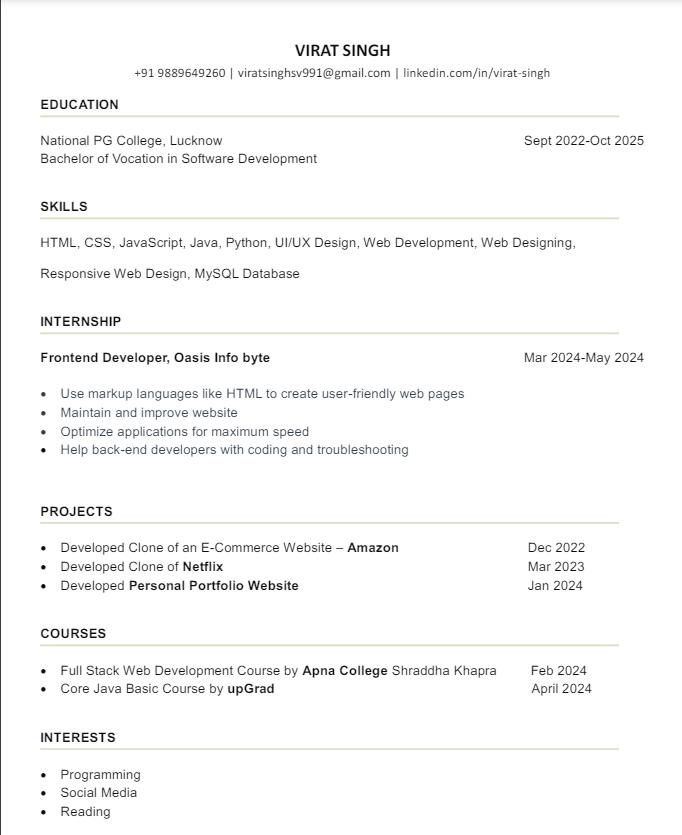 VIRAT SINGH
+91 9889649260 | viratsinghsv991@gmail.com | linkedin.com/in/virat-singh
EDUCATION
National PG College, Lucknow Sept 2022-Oct 2025
Bachelor of Vocation in Software Development
SKILLS
HTML, CSS, JavaScript, Java, Python, UI/UX Design, Web Development, Web Designing,
Responsive Web Design, MySQL Database
INTERNSHIP
Frontend Developer, Oasis Info byte Mar 2024-May 2024
• Use markup languages like HTML to create user-friendly web pages
• Maintain and improve website
• Optimize applications for maximum speed
• Help back-end developers with coding and troubleshooting
PROJECTS
• Developed Clone of an E-Commerce Website – Amazon Dec 2022
• Developed Clone of Netflix Mar 2023
• Developed Personal Portfolio Website Jan 2024
COURSES
• Full Stack Web Development Course by Apna College Shraddha Khapra Feb 2024
• Core Java Basic Course by upGrad April 2024
INTERESTS
• Programming
• Social Media
• Reading